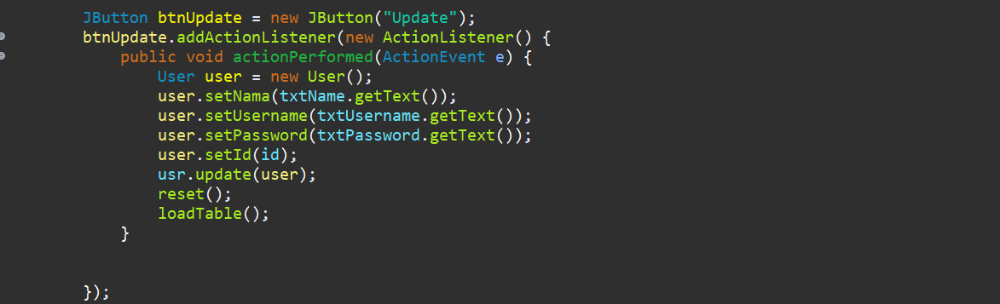 JButton btnUpdate = new JButton("Update");
btnUpdate.addActionListener(new ActionListener() {
public void actionPerformed(ActionEvent e) {
User user = new User();
user.setNama(txtName.getText());
user.setUsername(txtUsername.getText());
user.setPassword(txtPassword.getText());
user.setId(id);
usr.update(user);
reset();
loadTable();
}
});